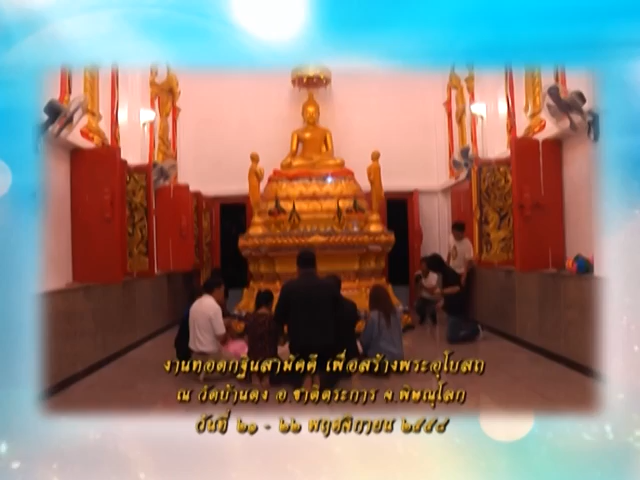 งานทอดกฐินสามัคคี เพื่อสร้างพระอุโบสถ
ณ วัดบ้านดง อ.ชาติตระการ จ.พิษณุโลก
วันที่ ๒๑ - ๒๒ พฤศจิกายน ๒๕๕๔